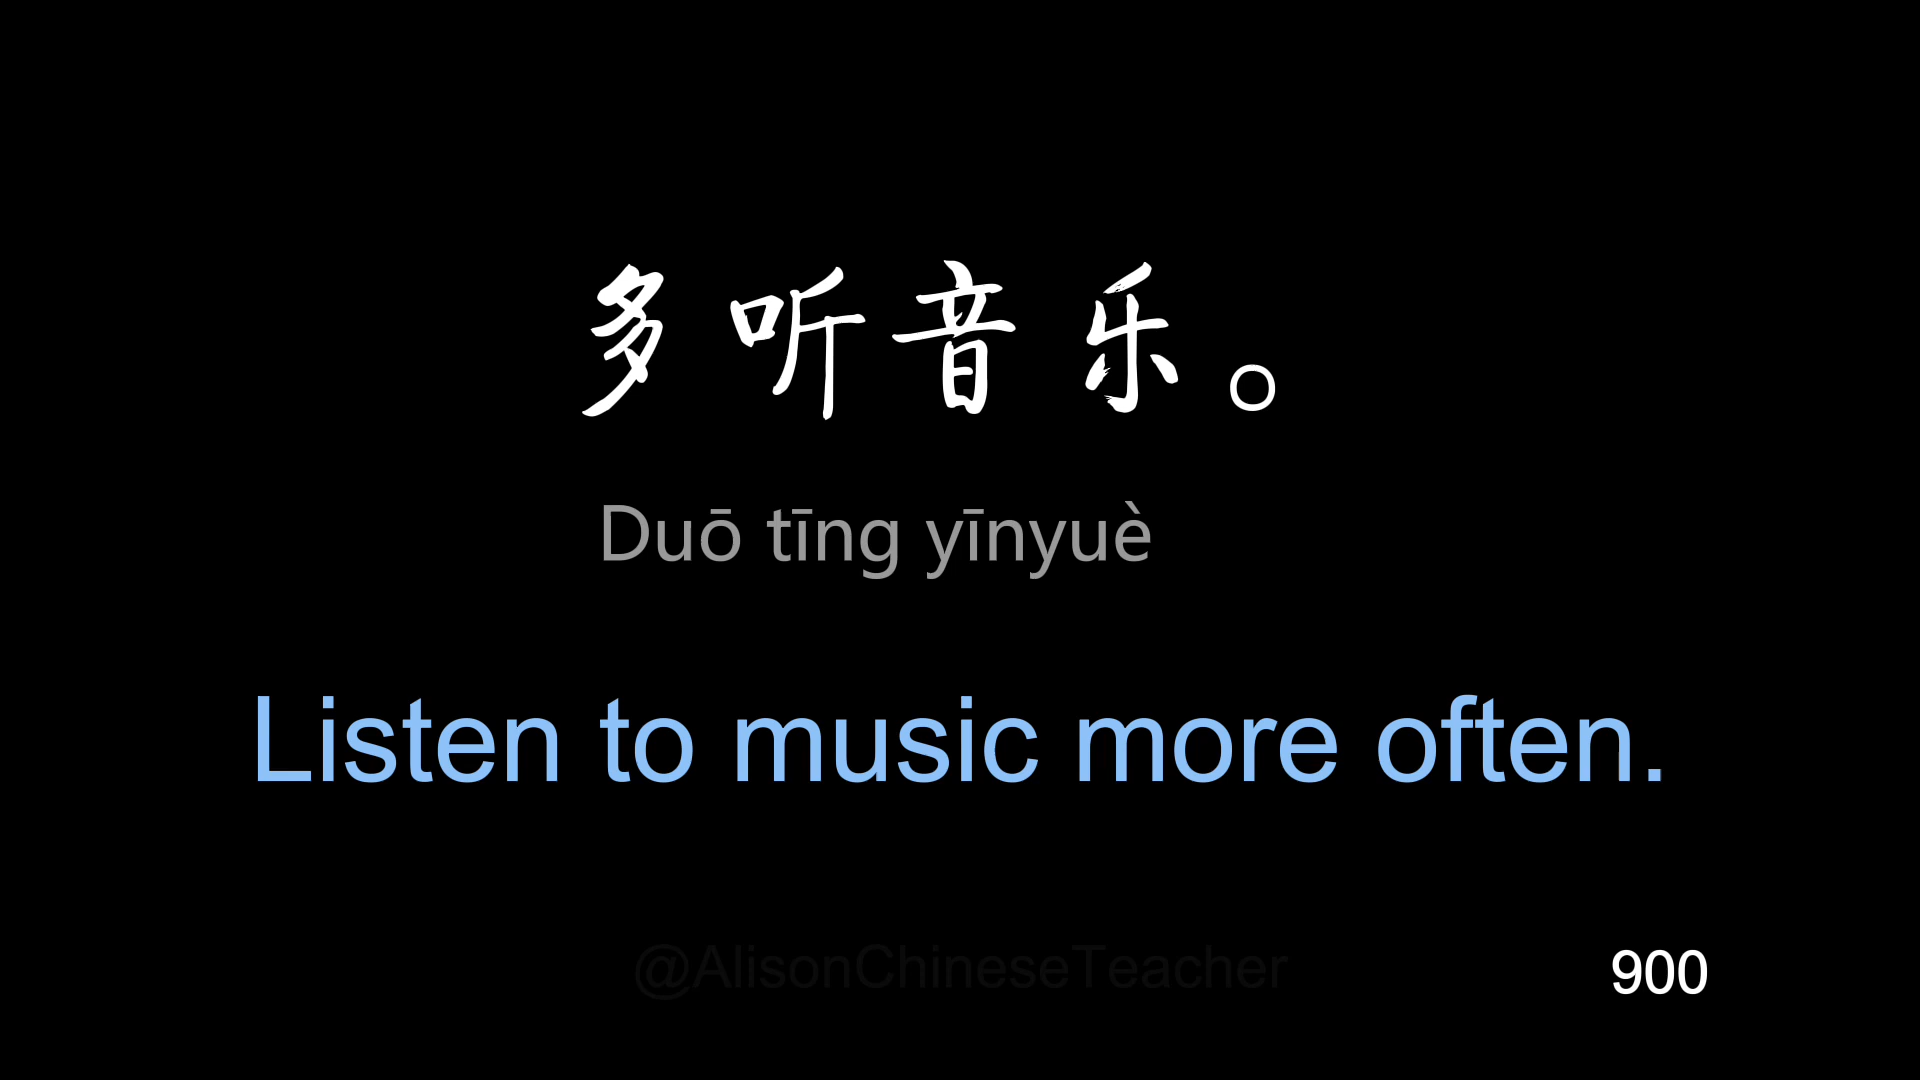 多听音乐。
Duō tīng yīnyuè
Listen to music more often.
@AlisonChineseTeacher
900